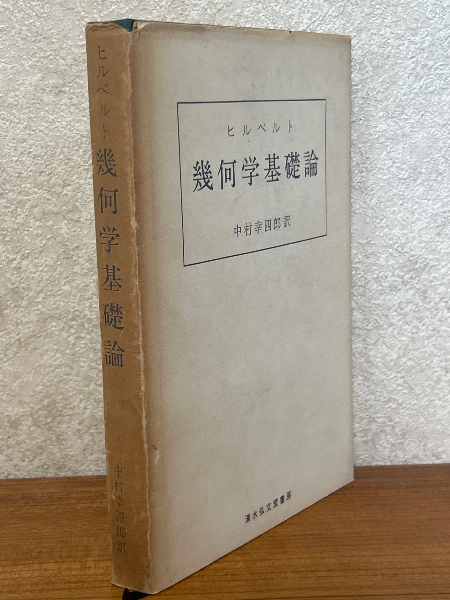 ヒルベルト
幾何学基礎論
中村幸四郎訳
清水弘文堂書房
ヒルベルト
幾何学基礎論
中村幸四郎訳